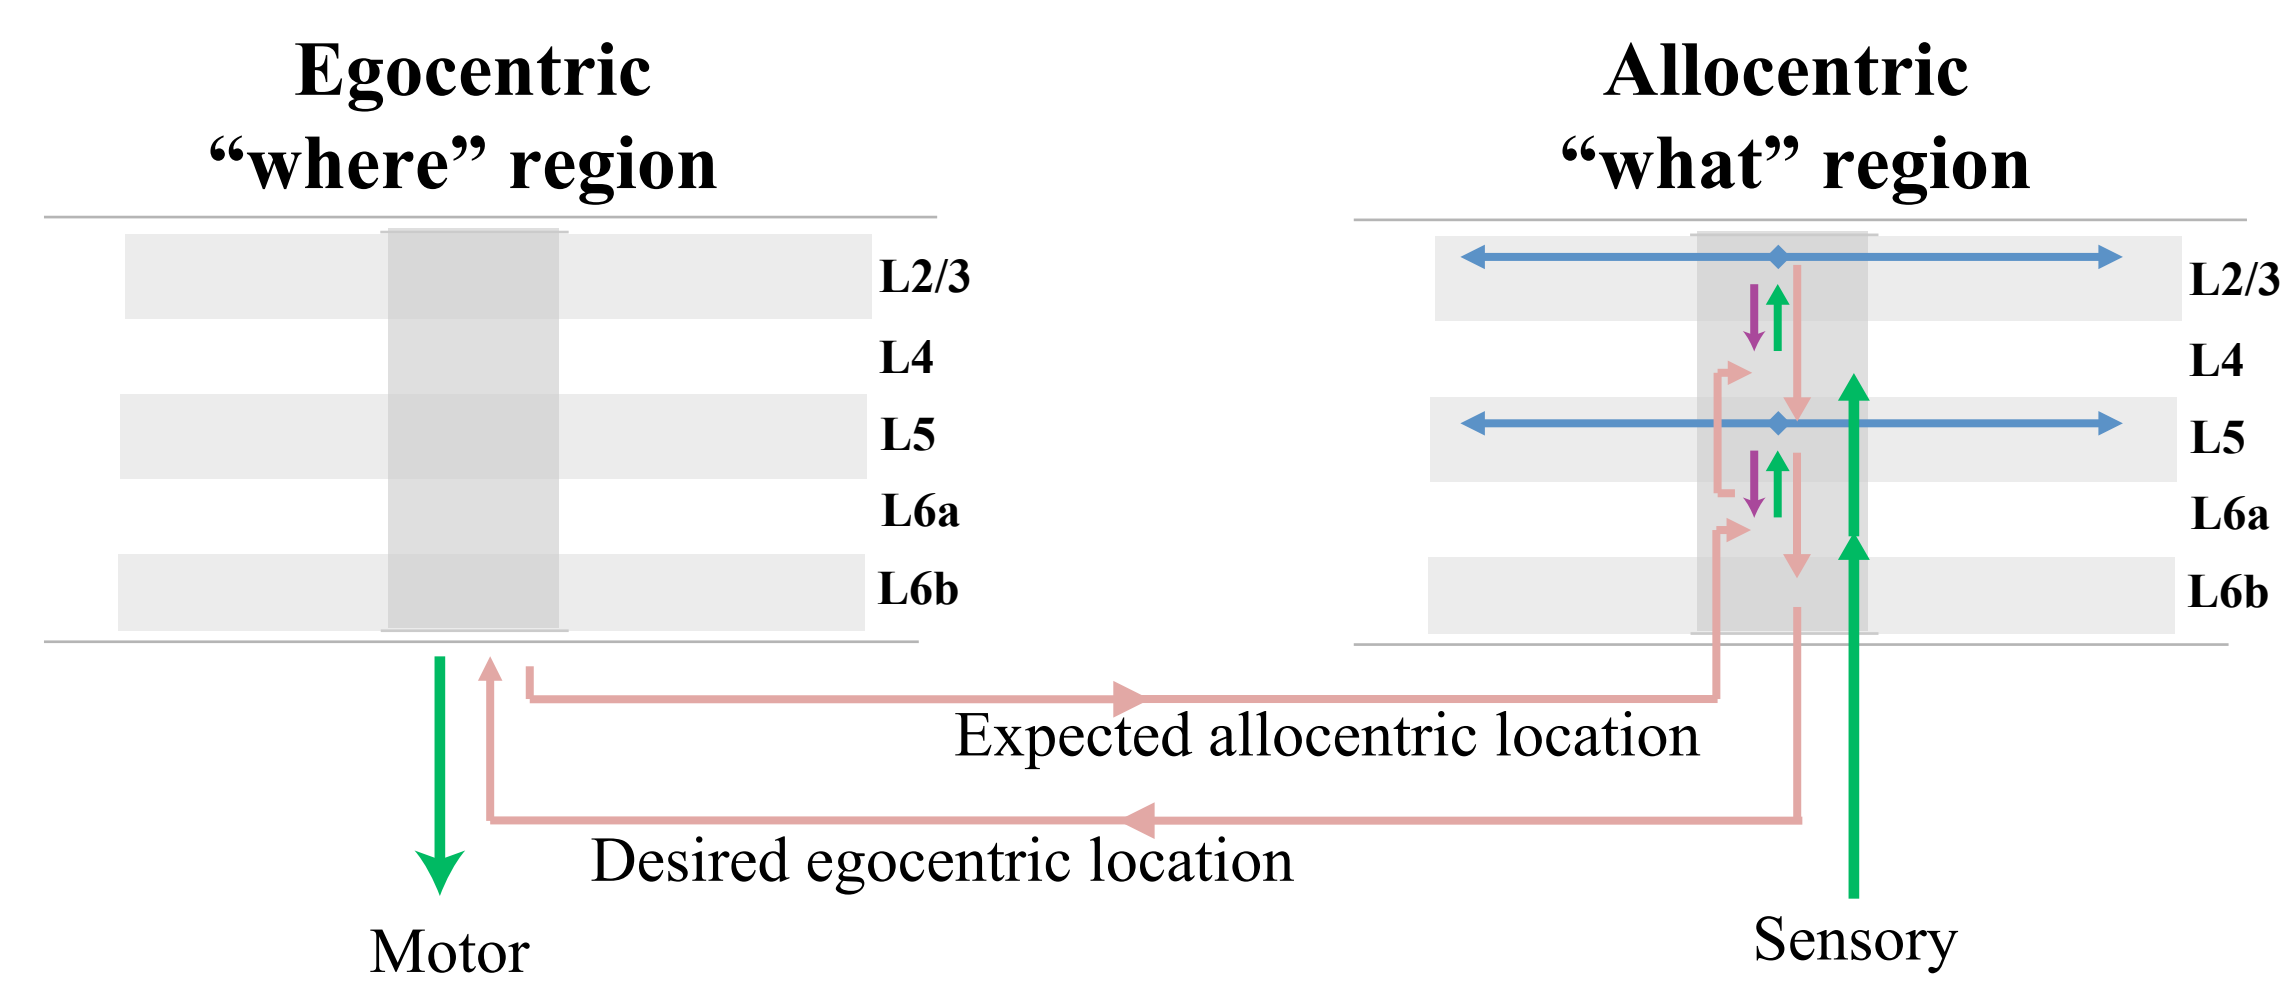 Egocentric
“where” region
L2/3
L4
L5
L6a
L6b
Allocentric
“what” region
L2/3
L4
L5
L6a
L6b
Expected allocentric location
Desired egocentric location
Motor
Sensory